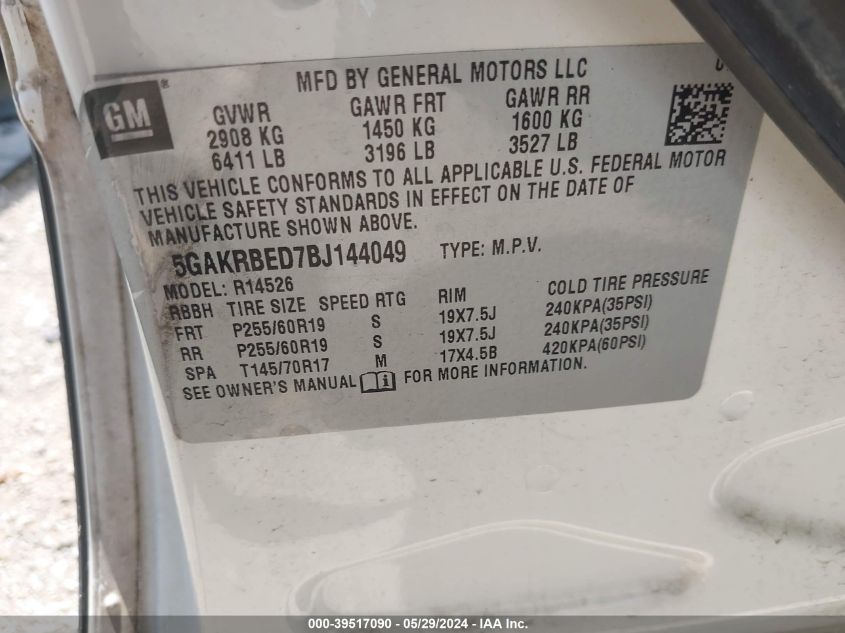 MFD BY GENERAL MOTORS LLC
GM
GVWR GAWR FRT GAWR RR
2908 KG 1450 KG 1600 KG
6411 LB 3196 LB 3527 LB
THIS VEHICLE CONFORMS TO ALL APPLICABLE U.S. FEDERAL MOTOR
VEHICLE SAFETY STANDARDS IN EFFECT ON THE DATE OF
MANUFACTURE SHOWN ABOVE.
5GAKRBED7BJ144049 TYPE: M.P.V.
MODEL: R14526
RBBH TIRE SIZE SPEED RTG RIM COLD TIRE PRESSURE
FRT P255/60R19 S 19X7.5J 240KPA(35PSI)
RR P255/60R19 S 19X7.5J 240KPA(35PSI)
SPA T145/70R17 M 17X4.5B 420KPA(60PSI)
SEE OWNER'S MANUAL FOR MORE INFORMATION.
000-39517090 - 05/29/2024 - IAA Inc.